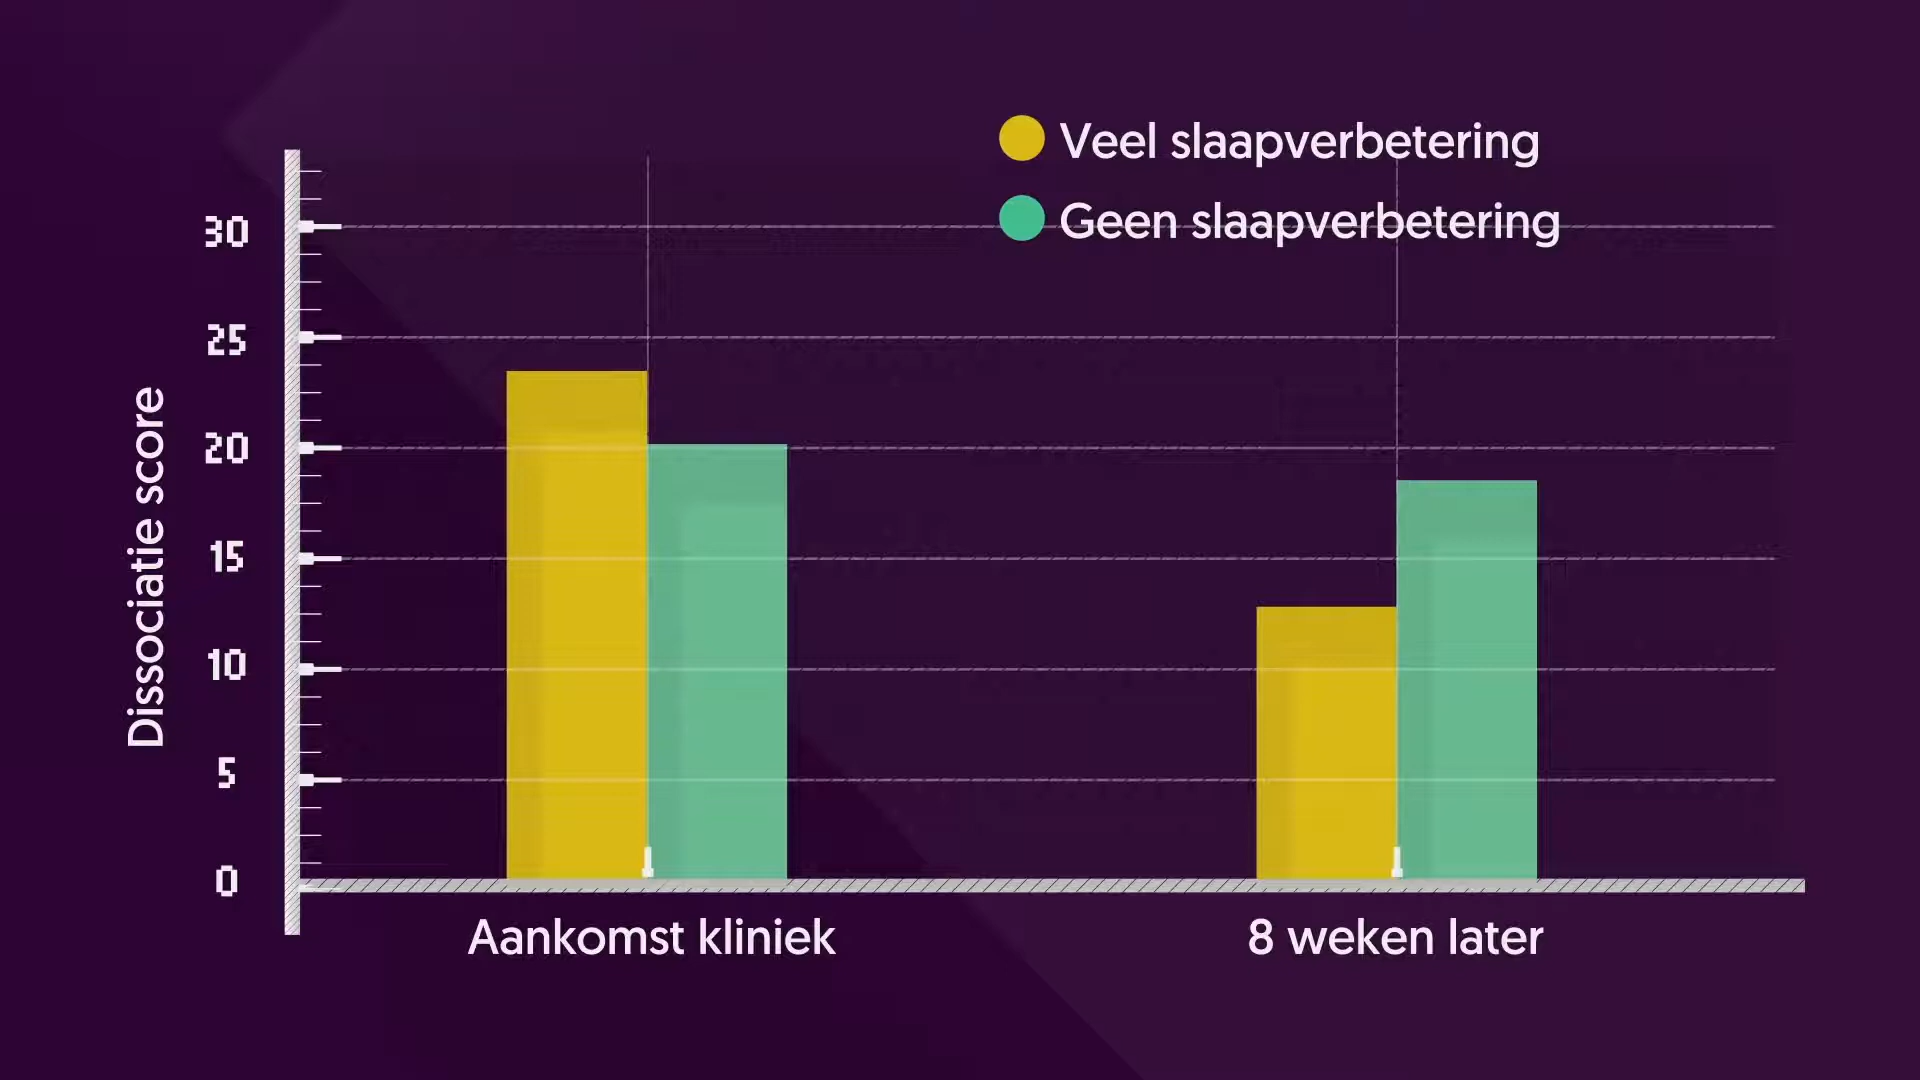 Veel slaapverbetering
Geen slaapverbetering
30
25
20
15
10
5
0
Dissociatie score
Aankomst kliniek
8 weken later